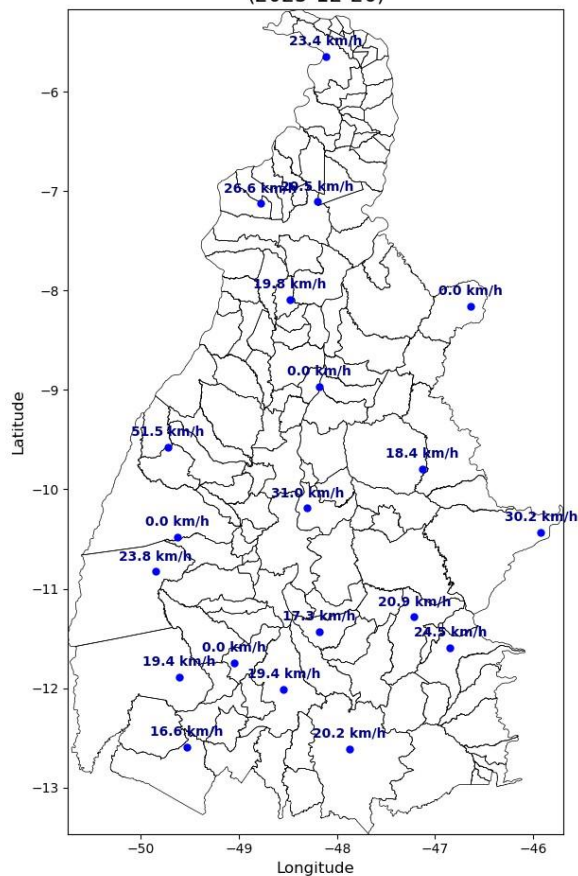 23.4 km/h
26.6 km/h
19.8 km/h
0.0 km/h
0.0 km/h
51.5 km/h
18.4 km/h
31.0 km/h
0.0 km/h
30.2 km/h
23.8 km/h
20.9 km/h
17.3 km/h
24.5 km/h
0.0 km/h
19.4 km/h
29.4 km/h
16.6 km/h
20.2 km/h
Latitude
−6
−7
−8
−9
−10
−11
−12
−13
−50
−49
−48
−47
−46
Longitude